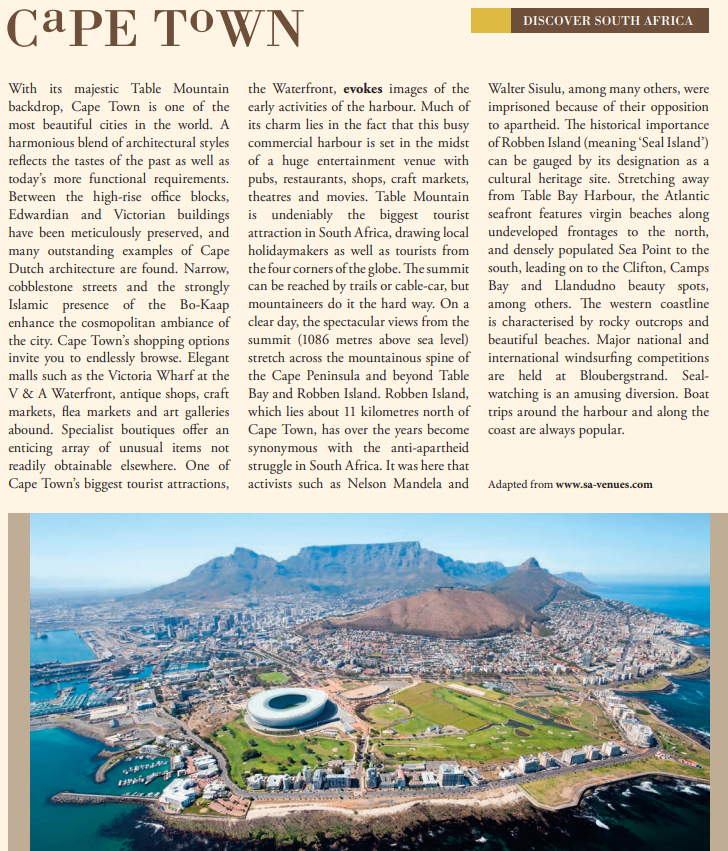 CaPE ToWN
DISCOVER SOUTH AFRICA
With its majestic Table Mountain
backdrop, Cape Town is one of the
most beautiful cities in the world. A
harmonious blend of architectural styles
reflects the tastes of the past as well as
today's more functional requirements.
Between the high-rise office blocks,
Edwardian and Victorian buildings
have been meticulously preserved, and
many outstanding examples of Cape
Dutch architecture are found. Narrow,
cobblestone streets and the strongly
Islamic presence of the Bo-Kaap
enhance the cosmopolitan ambiance of
the city. Cape Town's shopping options
invite you to endlessly browse. Elegant
malls such as the Victoria Wharf at the
V & A Waterfront, antique shops, craft
markets, flea markets and art galleries
abound. Specialist boutiques offer an
enticing array of unusual items not
readily obtainable elsewhere. One of
Cape Town's biggest tourist attractions,
the Waterfront, evokes images of the
early activities of the harbour. Much of
its charm lies in the fact that this busy
commercial harbour is set in the midst
of a huge entertainment venue with
pubs, restaurants, shops, craft markets,
theatres and movies. Table Mountain
is undeniably the biggest tourist
attraction in South Africa, drawing local
holidaymakers as well as tourists from
the four corners of the globe. The summit
can be reached by trails or cable-car, but
mountaineers do it the hard way. On a
clear day, the spectacular views from the
summit (1086 metres above sea level)
stretch across the mountainous spine of
the Cape Peninsula and beyond Table
Bay and Robben Island. Robben Island,
which lies about 11 kilometres north of
Cape Town, has over the years become
synonymous with the anti-apartheid
struggle in South Africa. It was here that
activists such as Nelson Mandela and
Walter Sisulu, among many others, were
imprisoned because of their opposition
to apartheid. The historical importance
of Robben Island (meaning 'Seal Island')
can be gauged by its designation as a
cultural heritage site. Stretching away
from Table Bay Harbour, the Atlantic
seafront features virgin beaches along
undeveloped frontages to the north,
and densely populated Sea Point to the
south, leading on to the Clifton, Camps
Bay and Llandudno beauty spots,
among others. The western coastline
is characterised by rocky outcrops and
beautiful beaches. Major national and
international windsurfing competitions
are held at Bloubergstrand. Seal-
watching is an amusing diversion. Boat
trips around the harbour and along the
coast are always popular.
Adapted from www.sa-venues.com